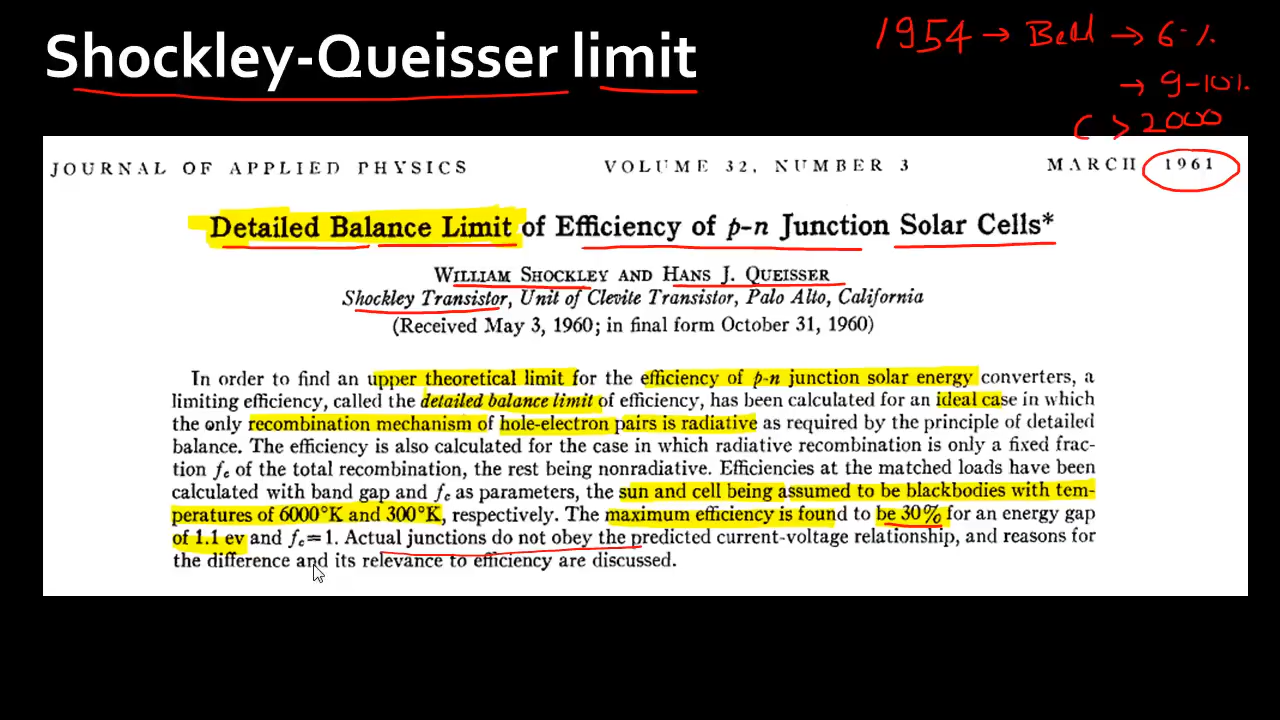 Shockley-Queisser limit
1954 → Bell → 6%
→ 9-10%
> 2000
JOURNAL OF APPLIED PHYSICS VOLUME 32, NUMBER 3 MARCH 1961
Detailed Balance Limit of Efficiency of p-n Junction Solar Cells*
WILLIAM SHOCKLEY AND HANS J. QUEISSER
Shockley Transistor, Unit of Clevite Transistor, Palo Alto, California
(Received May 3, 1960; in final form October 31, 1960)
In order to find an upper theoretical limit for the efficiency of p-n junction solar energy converters, a
limiting efficiency, called the detailed balance limit of efficiency, has been calculated for an ideal case in which
the only recombination mechanism of hole-electron pairs is radiative as required by the principle of detailed
balance. The efficiency is also calculated for the case in which radiative recombination is only a fixed frac-
tion fc of the total recombination, the rest being nonradiative. Efficiencies at the matched loads have been
calculated with band gap and fc as parameters, the sun and cell being assumed to be blackbodies with tem-
peratures of 6000°K and 300°K, respectively. The maximum efficiency is found to be 30% for an energy gap
of 1.1 ev and fc=1. Actual junctions do not obey the predicted current-voltage relationship, and reasons for
the difference and its relevance to efficiency are discussed.